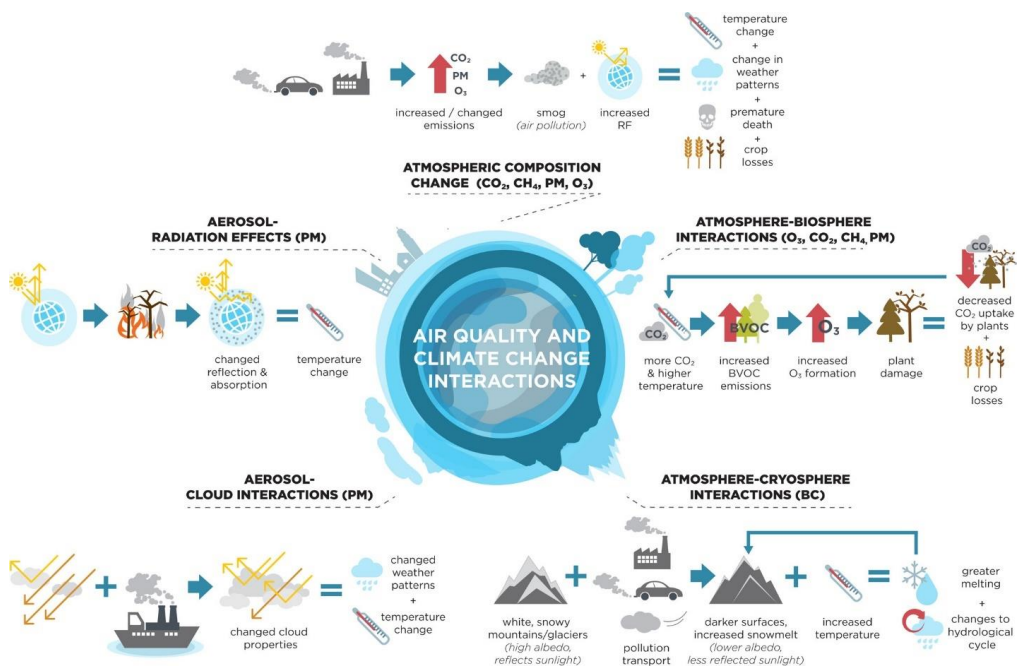 CO₂
PM
O₃
increased / changed
emissions
smog
(air pollution)
+
increased
RF
=
temperature
change
+
change in
weather
patterns
+
premature
death
+
crop
losses
ATMOSPHERIC COMPOSITION
CHANGE (CO₂, CH₄, PM, O₃)
AEROSOL-
RADIATION EFFECTS (PM)
changed
reflection &
absorption
=
temperature
change
ATMOSPHERE-BIOSPHERE
INTERACTIONS (O₃, CO₂, CH₄, PM)
CO₂
more CO₂
& higher
temperature
BVOC
increased
BVOC
emissions
O₃
increased
O₃ formation
plant
damage
=
CO₂
decreased
CO₂ uptake
by plants
+
crop
losses
AIR QUALITY AND
CLIMATE CHANGE
INTERACTIONS
AEROSOL-
CLOUD INTERACTIONS (PM)
+
changed cloud
properties
=
changed
weather
patterns
+
temperature
change
ATMOSPHERE-CRYOSPHERE
INTERACTIONS (BC)
white, snowy
mountains/glaciers
(high albedo,
reflects sunlight)
+
pollution
transport
darker surfaces,
increased snowmelt
(lower albedo,
less reflected sunlight)
+
increased
temperature
=
greater
melting
+
changes to
hydrological
cycle